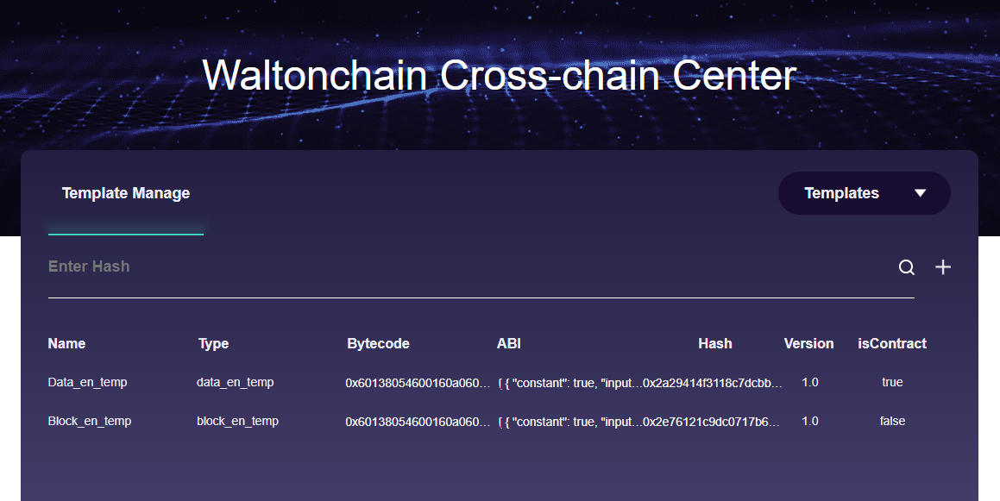 Waltonchain Cross-chain Center
Template Manage
Templates
Enter Hash
Name Type Bytecode ABI Hash Version isContract
Data_en_temp data_en_temp 0x60138054600160a060... [ { "constant": true, "input...0x2a29414f3118c7dcbb... 1.0 true
Block_en_temp block_en_temp 0x60138054600160a060... [ { "constant": true, "input...0x2e76121c9dc0717b6... 1.0 false